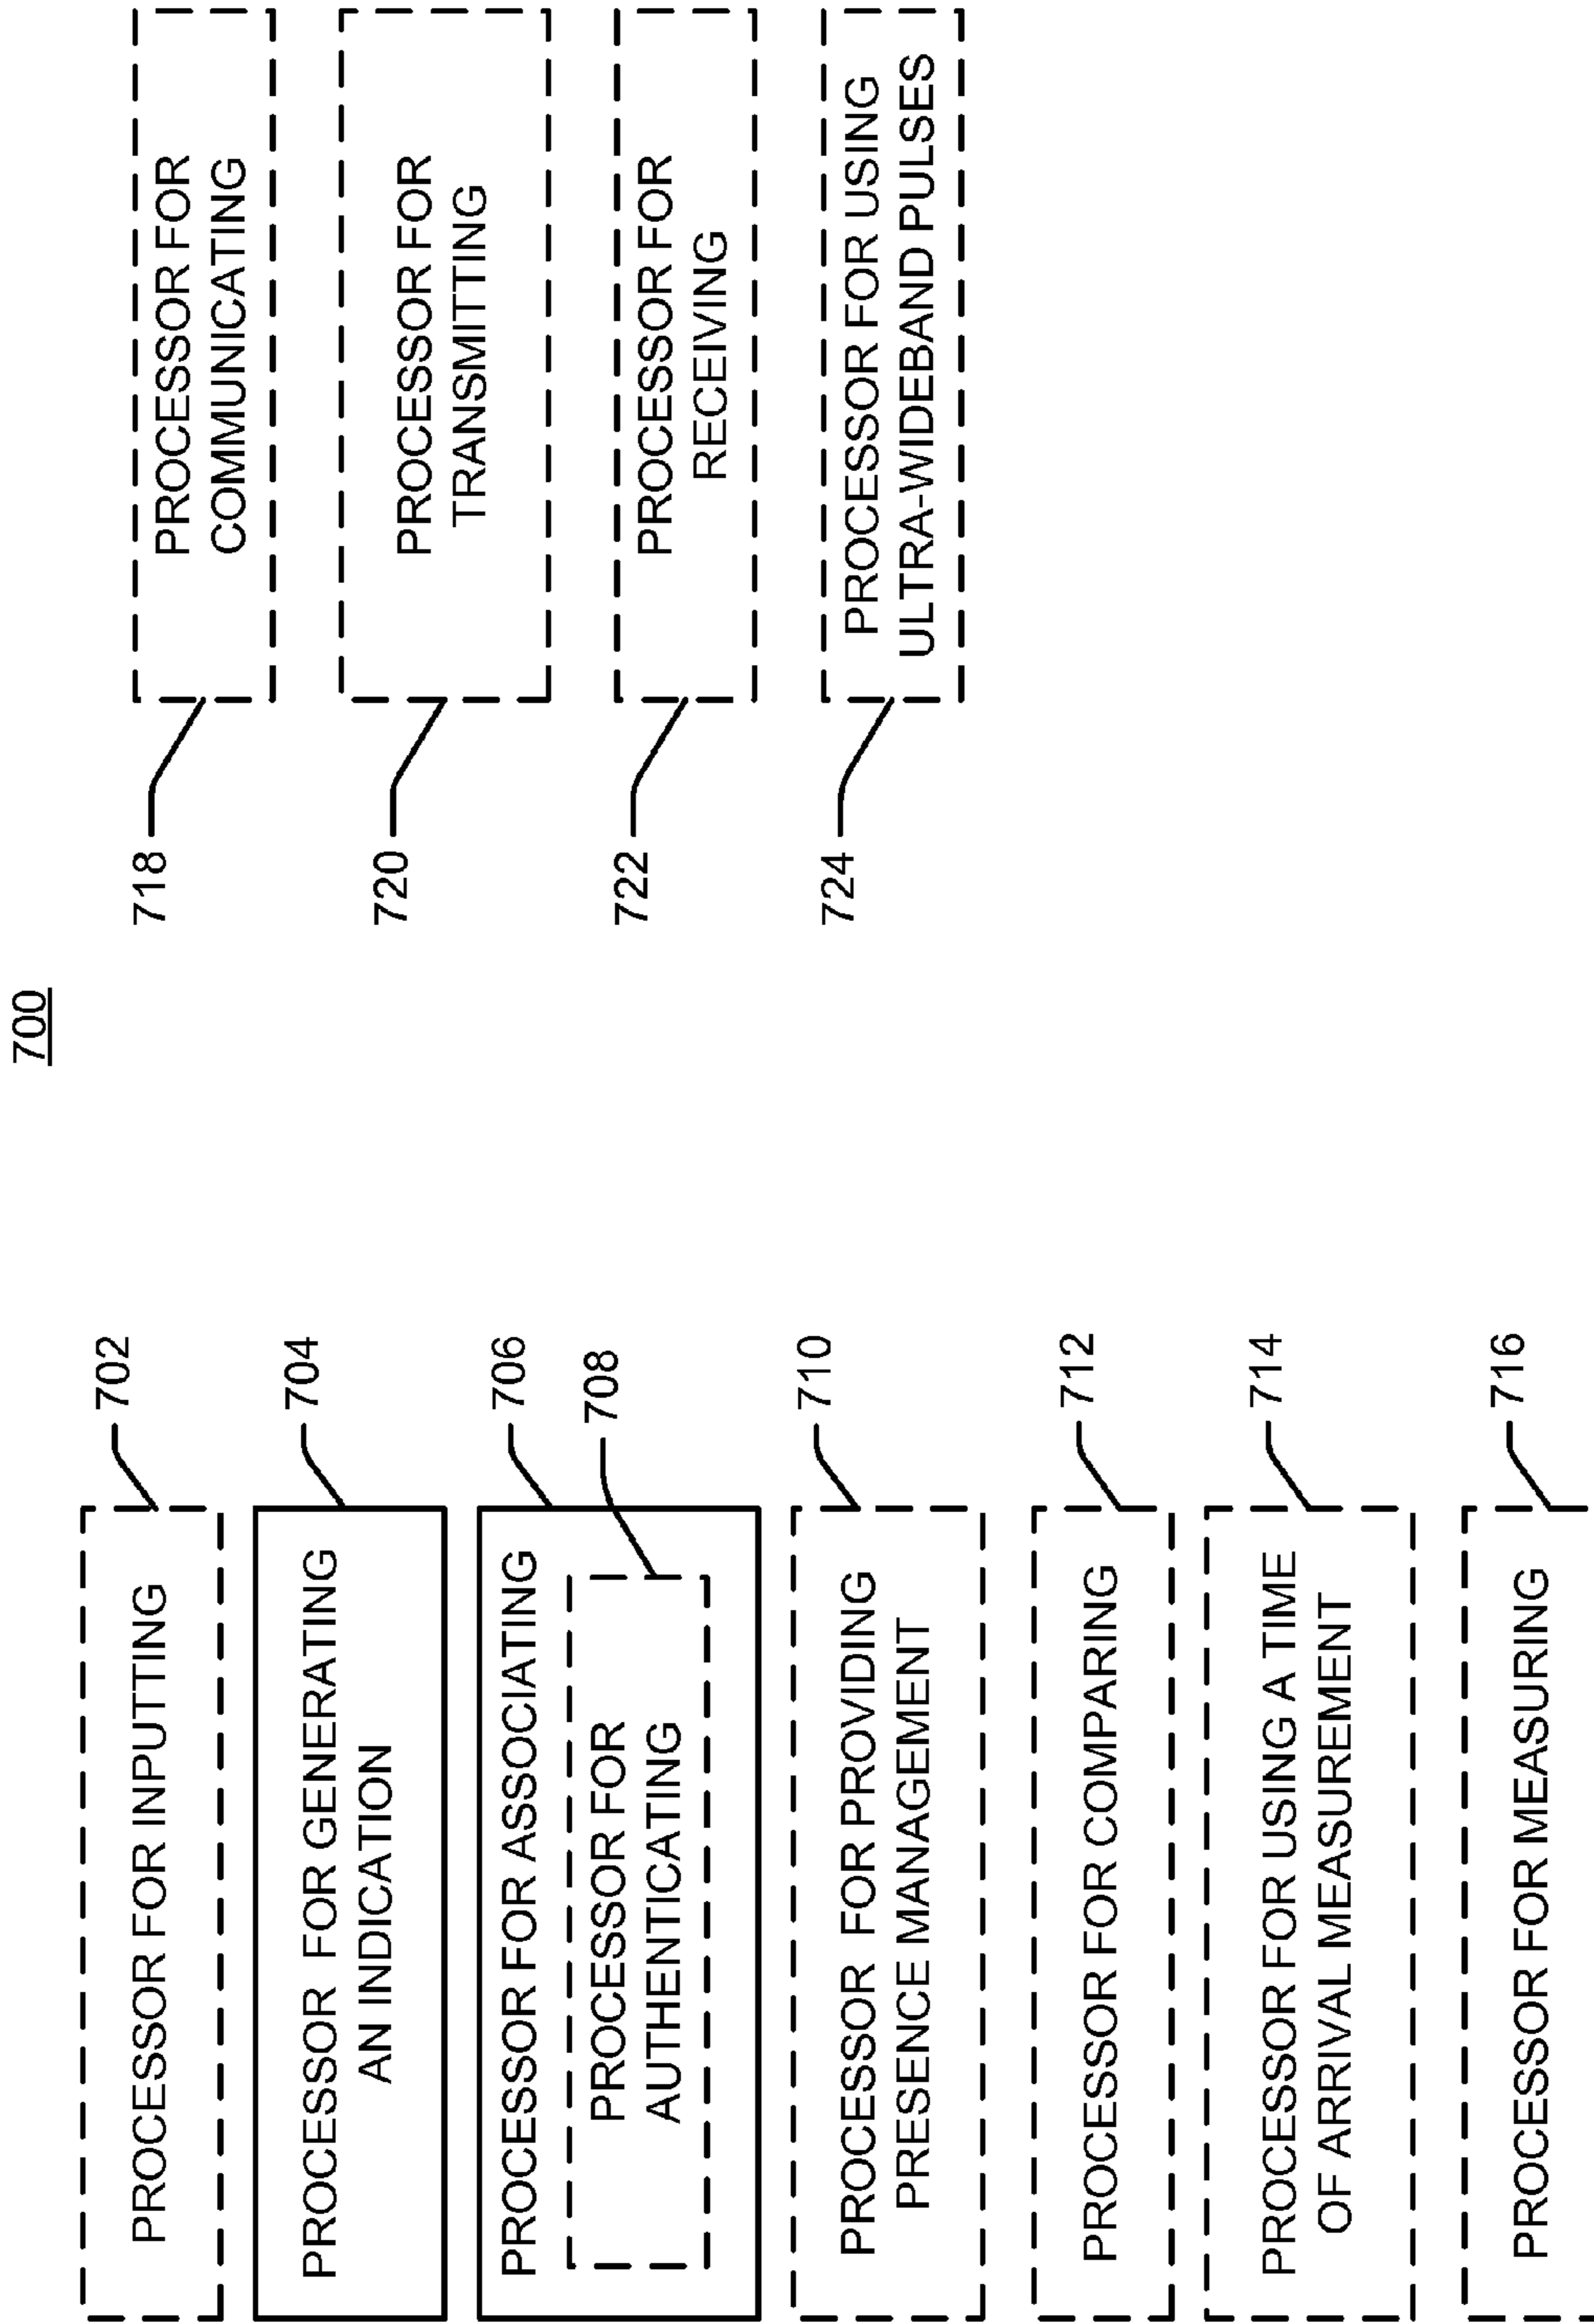 700
PROCESSOR FOR INPUTTING
702
PROCESSOR FOR GENERATING
AN INDICATION
704
PROCESSOR FOR ASSOCIATING
706
PROCESSOR FOR
AUTHENTICATING
708
PROCESSOR FOR PROVIDING
PRESENCE MANAGEMENT
710
PROCESSOR FOR COMPARING
712
PROCESSOR FOR USING A TIME
OF ARRIVAL MEASUREMENT
714
PROCESSOR FOR MEASURING
716
718
PROCESSOR FOR
COMMUNICATING
720
PROCESSOR FOR
TRANSMITTING
722
PROCESSOR FOR
RECEIVING
724
PROCESSOR FOR USING
ULTRA-WIDEBAND PULSES